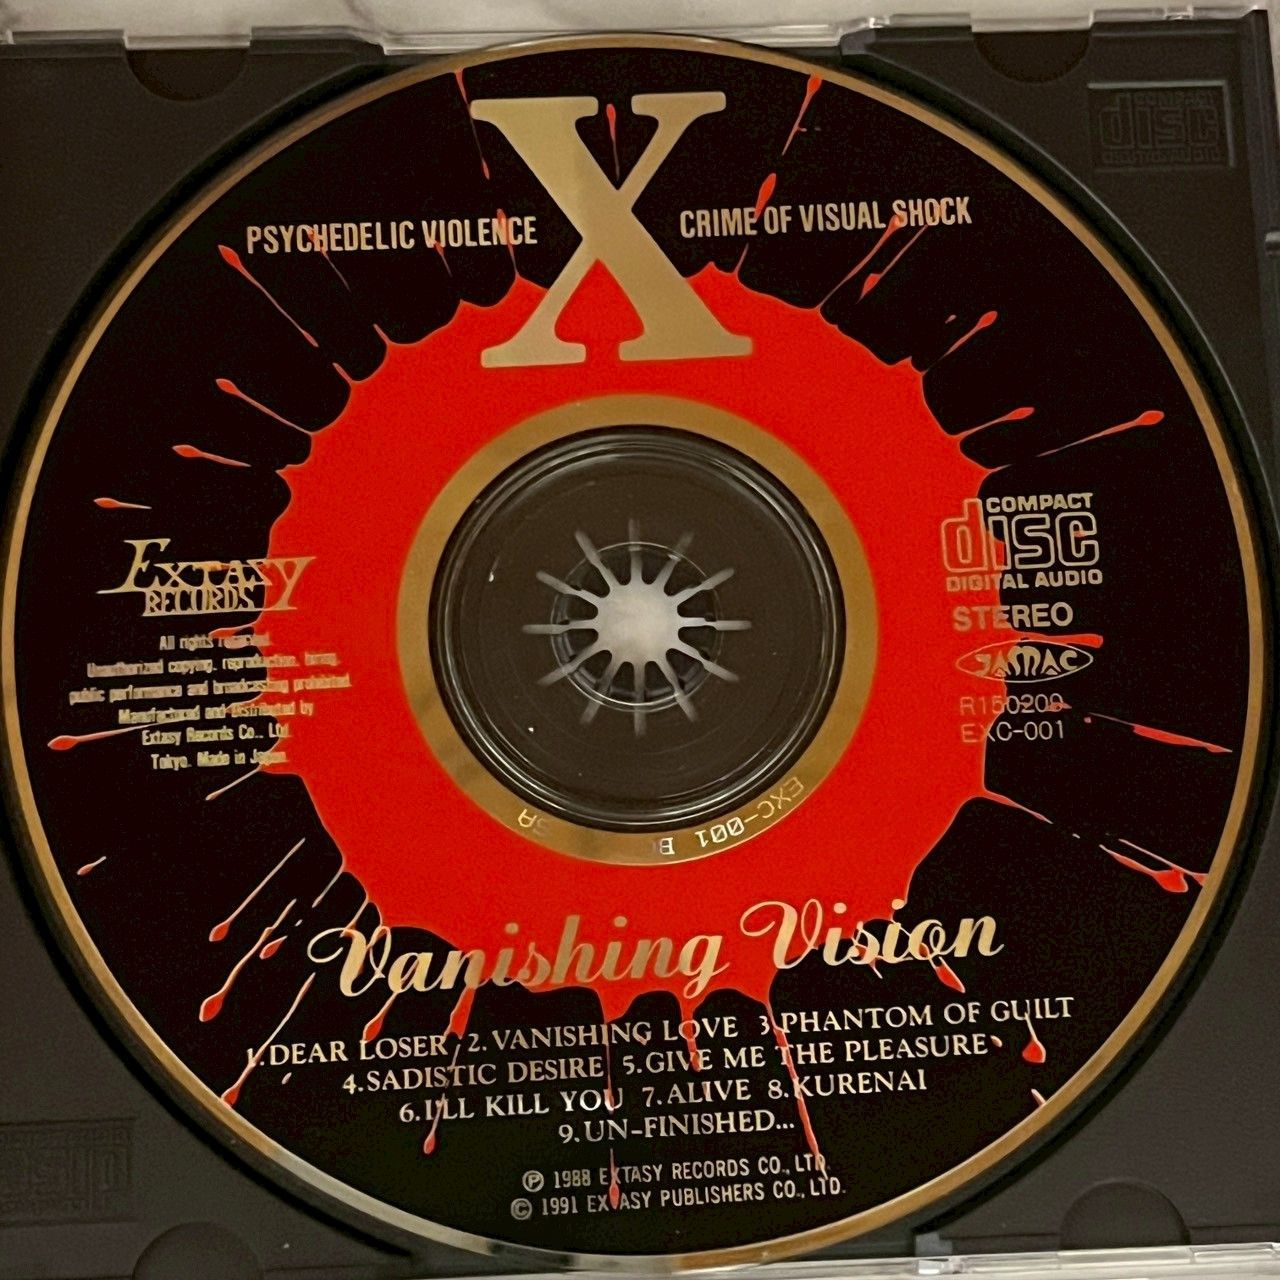 X
PSYCHEDELIC VIOLENCE
CRIME OF VISUAL SHOCK
EXTASY
RECORDS
All rights reserved.
Unauthorized copying, reproduction, hiring,
public performance and broadcasting prohibited.
Manufactured and distributed by
Extasy Records Co., Ltd.
Tokyo. Made in Japan.
COMPACT
disc
DIGITAL AUDIO
STEREO
JASRAC
R150200
EXC-001
EXC-001
Vanishing Vision
1.DEAR LOSER 2.VANISHING LOVE 3.PHANTOM OF GUILT
4.SADISTIC DESIRE 5.GIVE ME THE PLEASURE
6.I'LL KILL YOU 7.ALIVE 8.KURENAI
9.UN-FINISHED...
Ⓟ 1988 EXTASY RECORDS CO., LTD.
© 1991 EXTASY PUBLISHERS CO., LTD.
disc